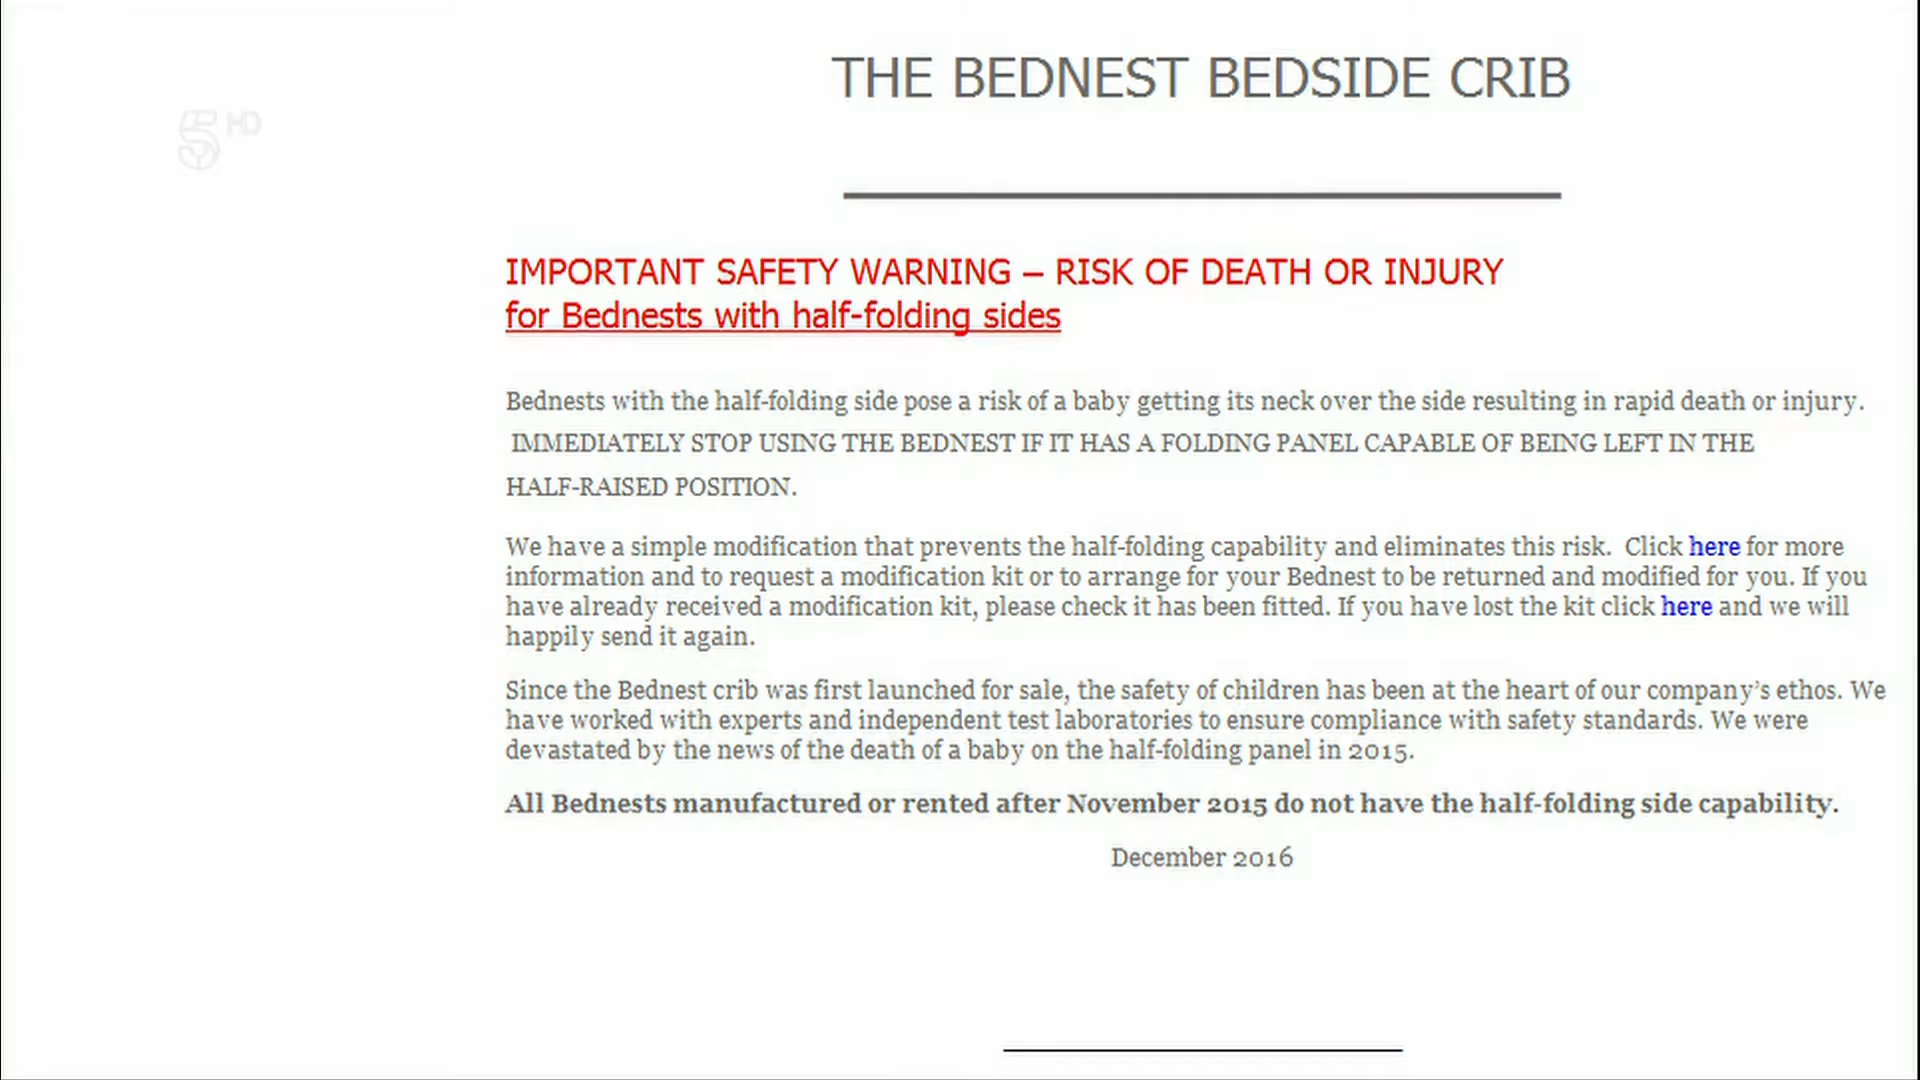 THE BEDNEST BEDSIDE CRIB
5 HD
IMPORTANT SAFETY WARNING – RISK OF DEATH OR INJURY
for Bednests with half-folding sides
Bednests with the half-folding side pose a risk of a baby getting its neck over the side resulting in rapid death or injury.
IMMEDIATELY STOP USING THE BEDNEST IF IT HAS A FOLDING PANEL CAPABLE OF BEING LEFT IN THE
HALF-RAISED POSITION.
We have a simple modification that prevents the half-folding capability and eliminates this risk.  Click here for more
information and to request a modification kit or to arrange for your Bednest to be returned and modified for you. If you
have already received a modification kit, please check it has been fitted. If you have lost the kit click here and we will
happily send it again.
Since the Bednest crib was first launched for sale, the safety of children has been at the heart of our company’s ethos. We
have worked with experts and independent test laboratories to ensure compliance with safety standards. We were
devastated by the news of the death of a baby on the half-folding panel in 2015.
All Bednests manufactured or rented after November 2015 do not have the half-folding side capability.
December 2016